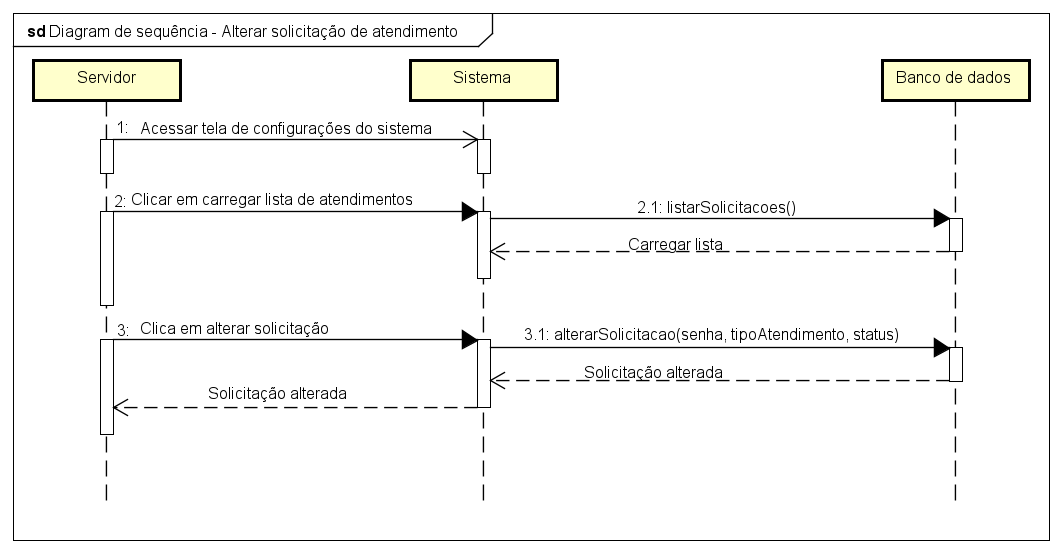 sd Diagram de sequência - Alterar solicitação de atendimento
Servidor
Sistema
Banco de dados
1: Acessar tela de configurações do sistema
2: Clicar em carregar lista de atendimentos
2.1: listarSolicitacoes()
Carregar lista
3: Clica em alterar solicitação
3.1: alterarSolicitacao(senha, tipoAtendimento, status)
Solicitação alterada
Solicitação alterada